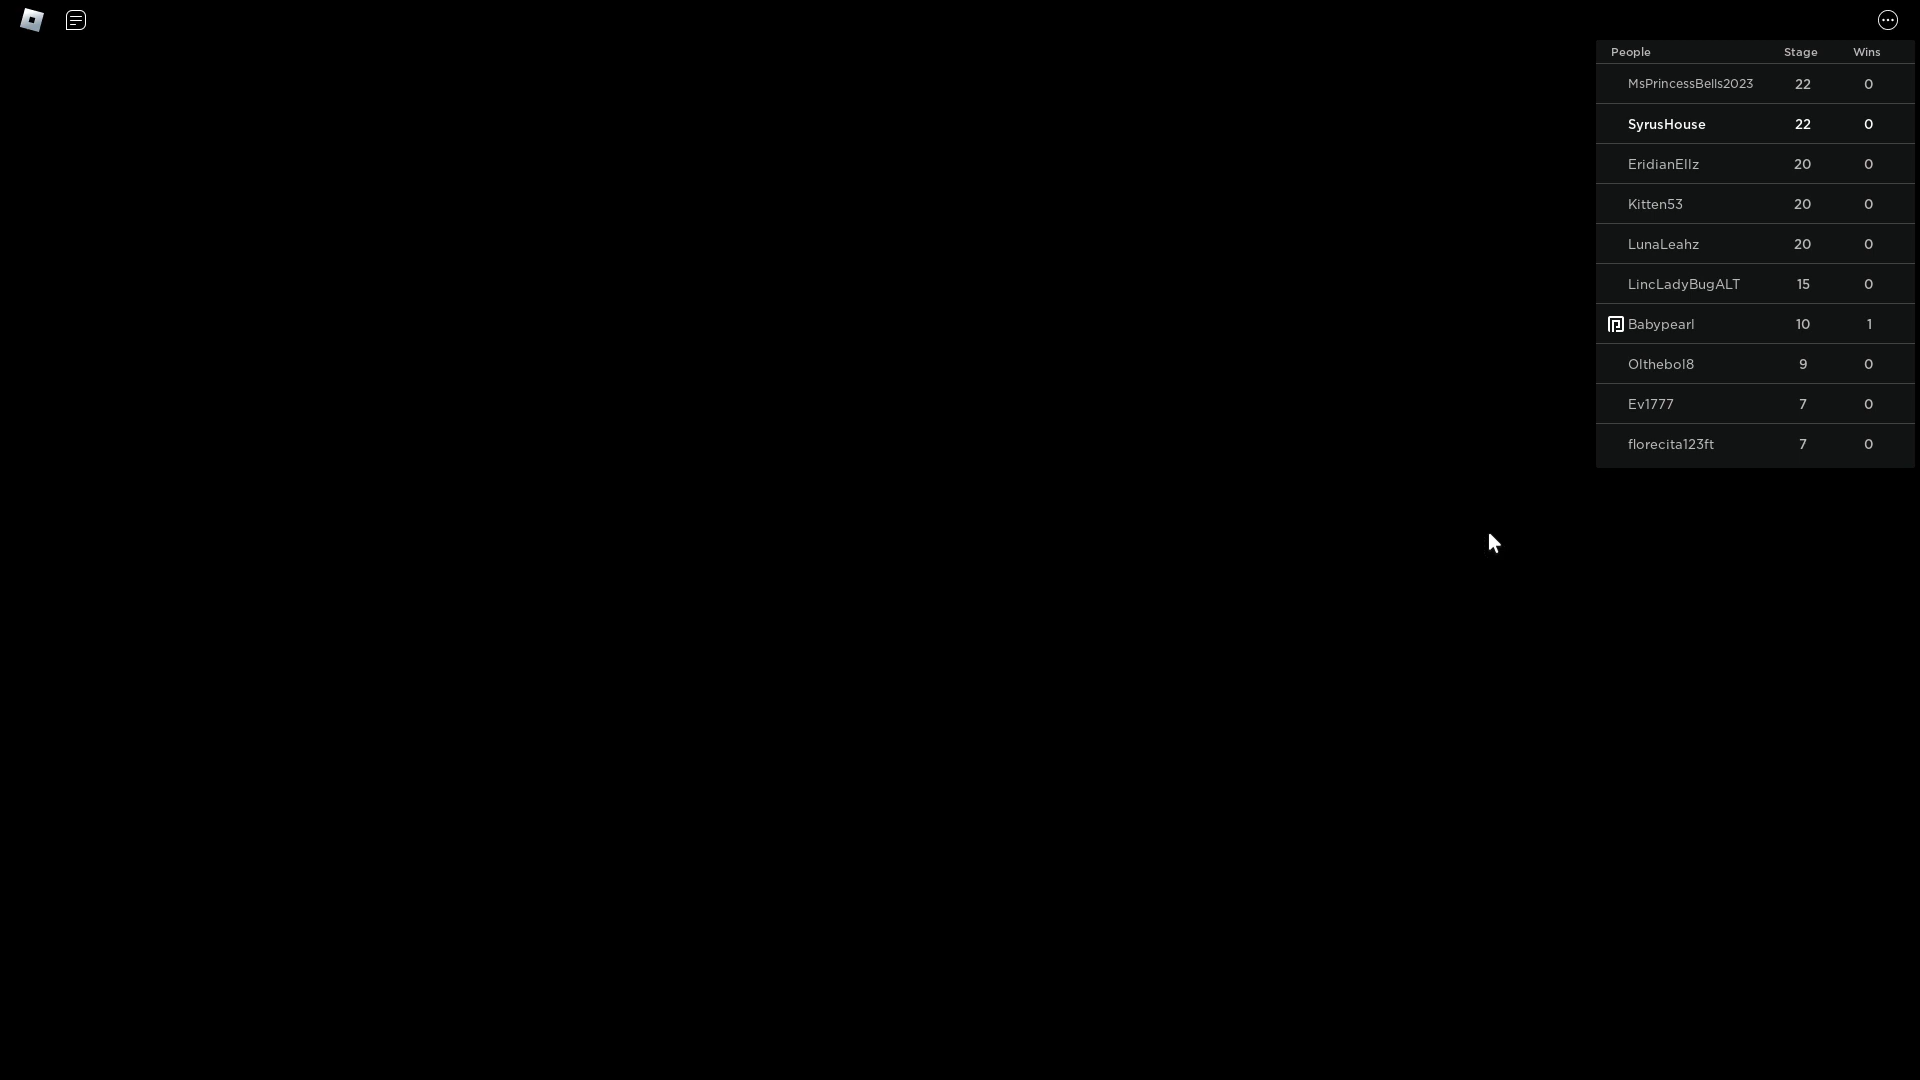 People Stage Wins
MsPrincessBells2023 22 0
SyrusHouse 22 0
EridianEllz 20 0
Kitten53 20 0
LunaLeahz 20 0
LincLadyBugALT 15 0
Babypearl 10 1
Olthebol8 9 0
Ev1777 7 0
florecita123ft 7 0